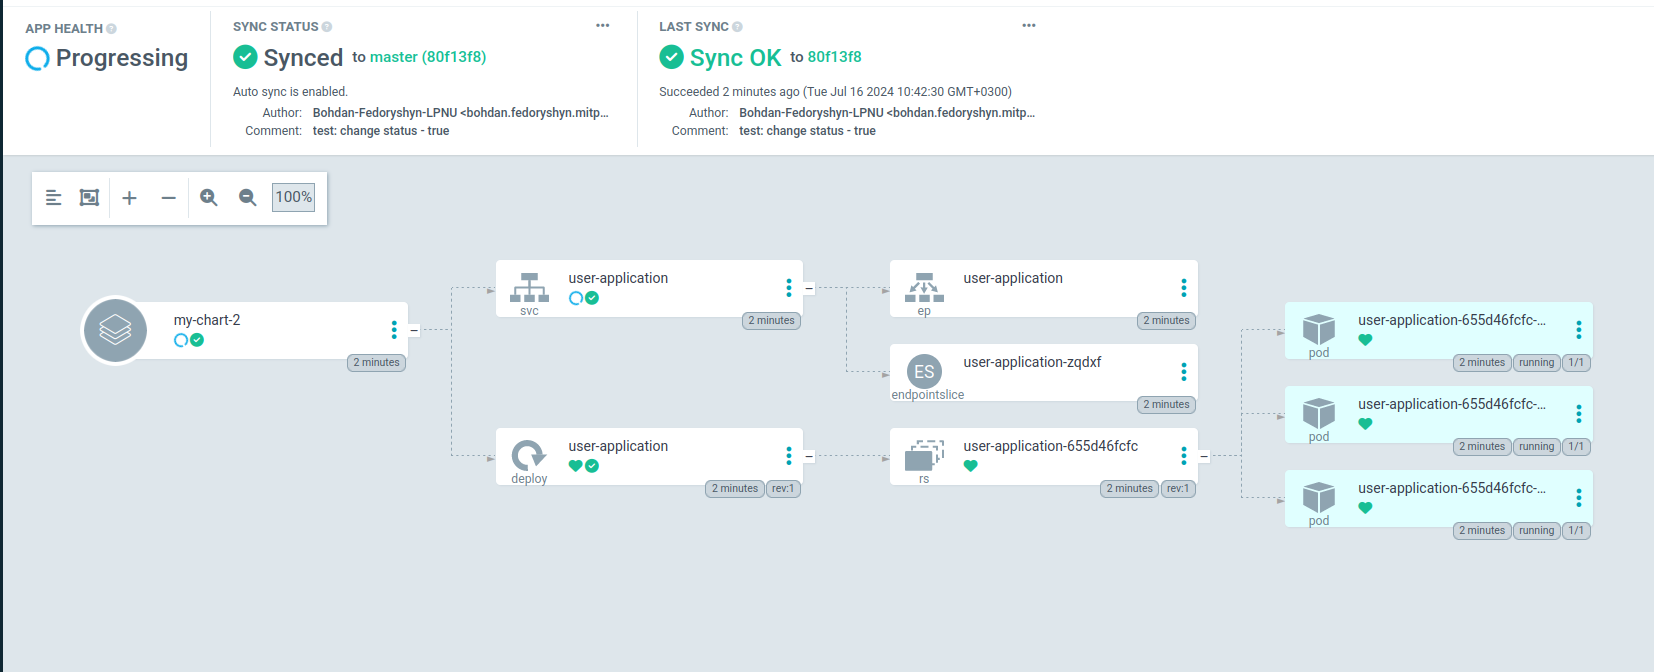 APP HEALTH
Progressing
SYNC STATUS
Synced to master (80f13f8)
Auto sync is enabled.
Author: Bohdan-Fedoryshyn-LPNU <bohdan.fedoryshyn.mitp...
Comment: test: change status - true
LAST SYNC
Sync OK to 80f13f8
Succeeded 2 minutes ago (Tue Jul 16 2024 10:42:30 GMT+0300)
Author: Bohdan-Fedoryshyn-LPNU <bohdan.fedoryshyn.mitp...
Comment: test: change status - true
100%
my-chart-2
2 minutes
user-application
svc
2 minutes
user-application
deploy
2 minutes rev:1
user-application
ep
2 minutes
ES
user-application-zqdxf
endpointslice
2 minutes
user-application-655d46fcfc
rs
2 minutes rev:1
user-application-655d46fcfc-...
pod
2 minutes running 1/1
user-application-655d46fcfc-...
pod
2 minutes running 1/1
user-application-655d46fcfc-...
pod
2 minutes running 1/1